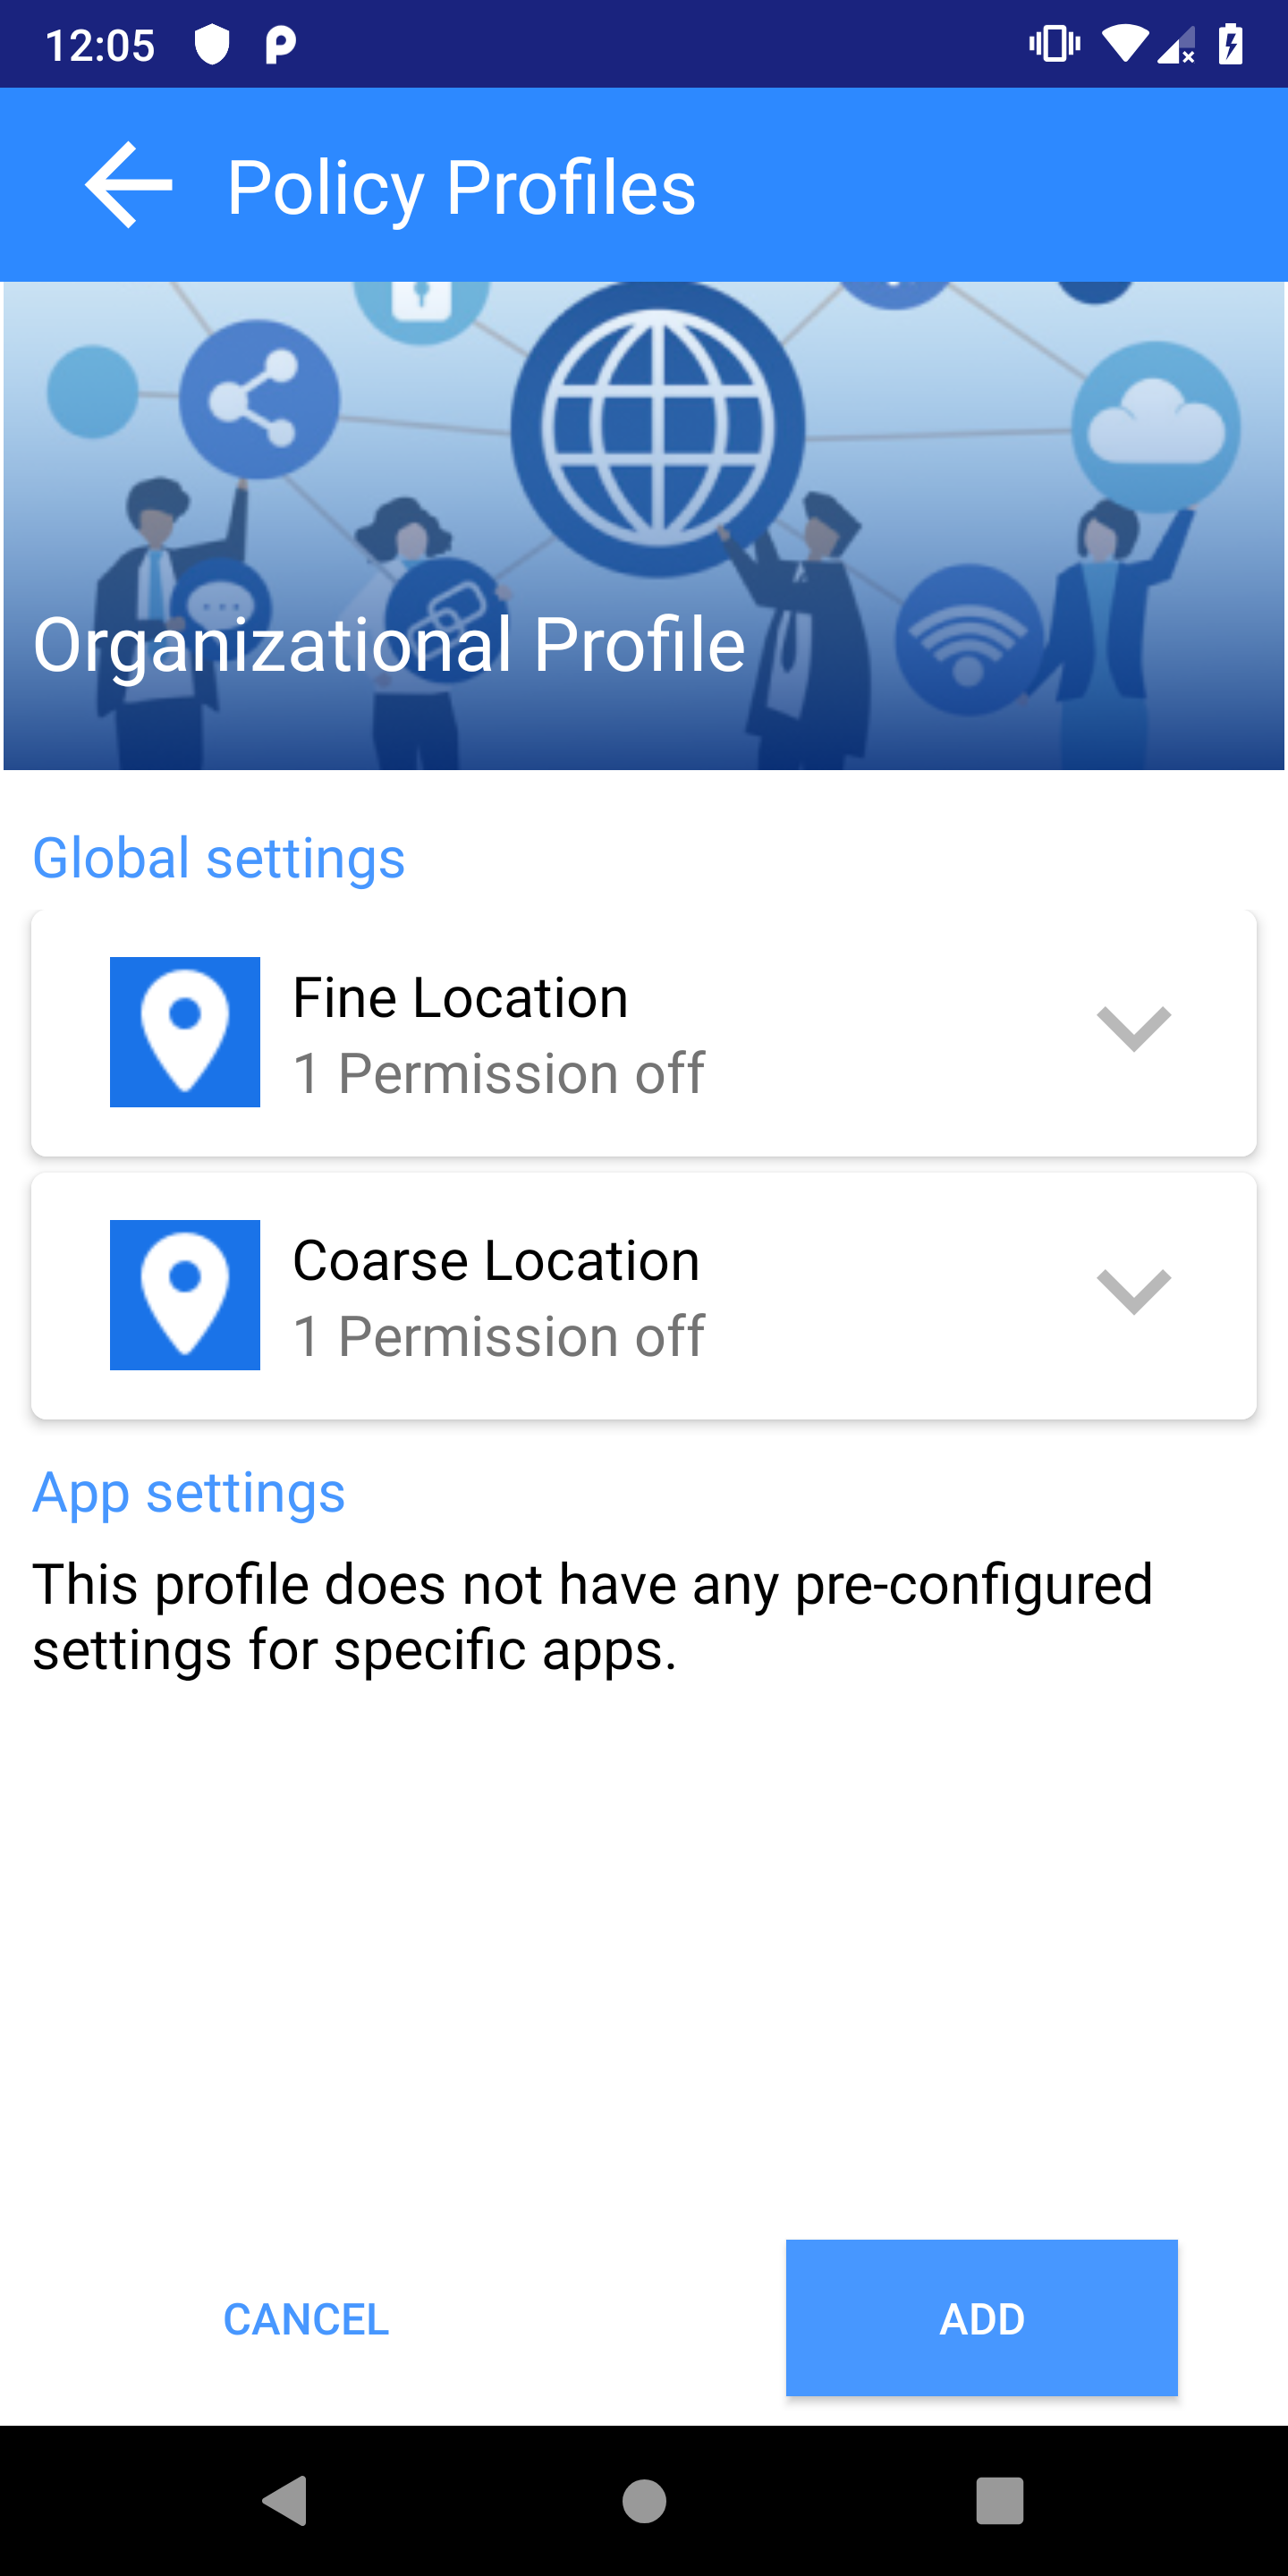 12:05
Policy Profiles
Organizational Profile
Global settings
Fine Location
1 Permission off
Coarse Location
1 Permission off
App settings
This profile does not have any pre-configured
settings for specific apps.
CANCEL
ADD